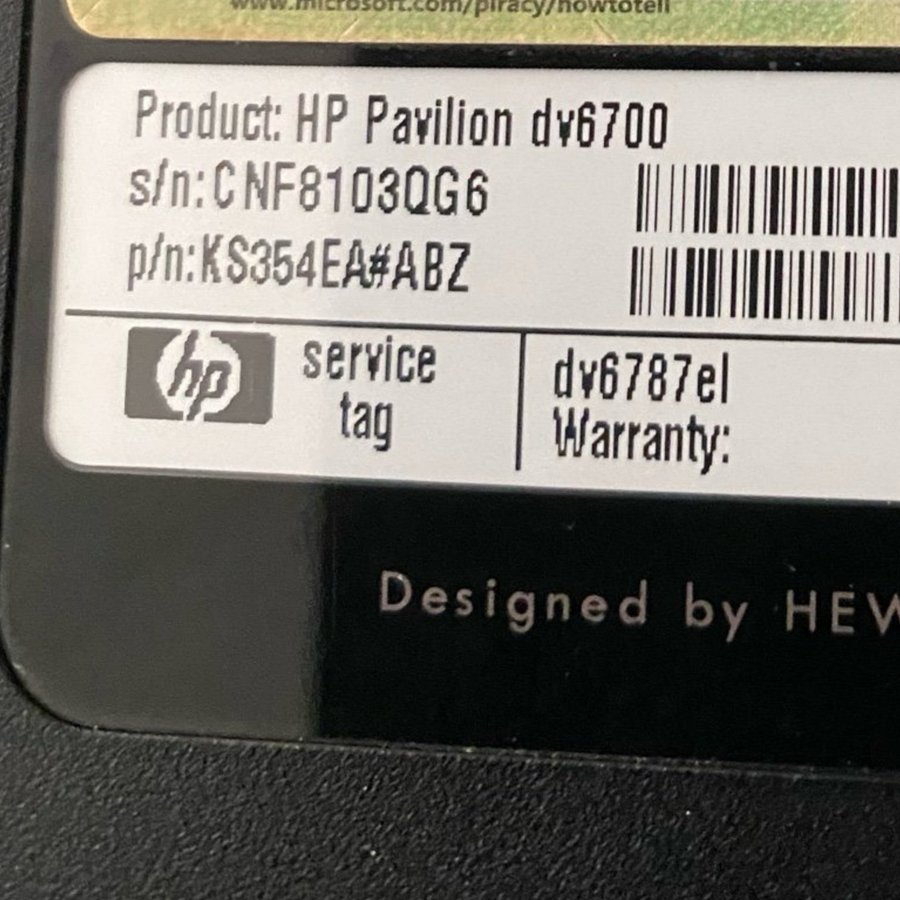 www.microsoft.com/piracy/howtotell
Product: HP Pavilion dv6700
s/n:CNF8103QG6
p/n:KS354EA#ABZ
hp service tag
dv6787el
Warranty:
Designed by HEW